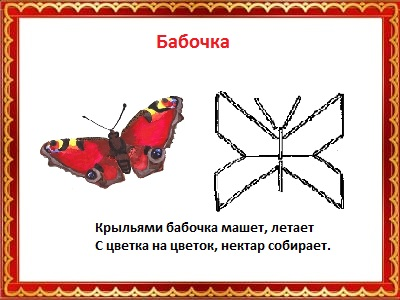 Бабочка
Крыльями бабочка машет, летает
С цветка на цветок, нектар собирает.